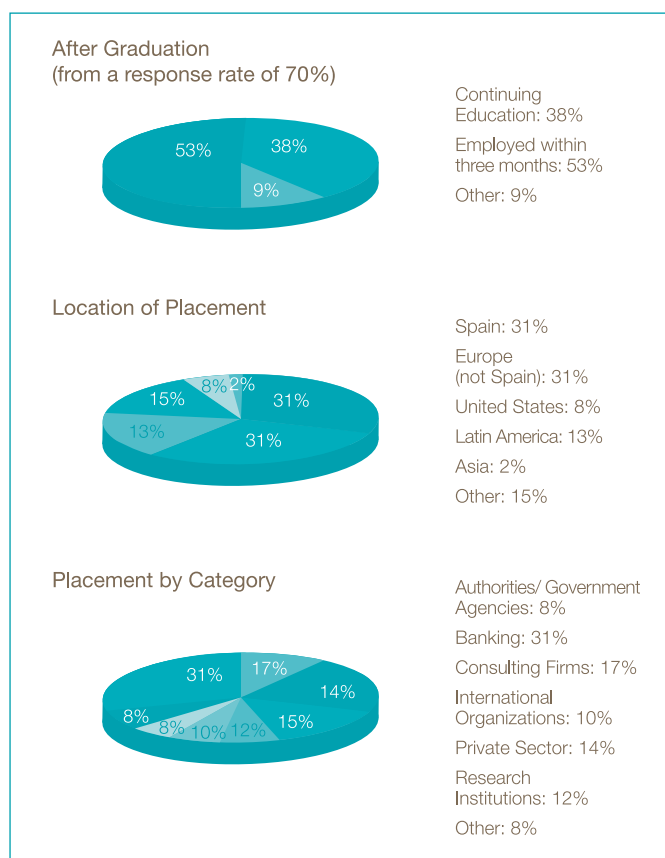 After Graduation
(from a response rate of 70%)
53%
38%
9%
Continuing
Education: 38%
Employed within
three months: 53%
Other: 9%
Location of Placement
15%
8%
2%
31%
13%
31%
Spain: 31%
Europe
(not Spain): 31%
United States: 8%
Latin America: 13%
Asia: 2%
Other: 15%
Placement by Category
31%
17%
14%
8%
8%
10%
12%
15%
Authorities/ Government
Agencies: 8%
Banking: 31%
Consulting Firms: 17%
International
Organizations: 10%
Private Sector: 14%
Research
Institutions: 12%
Other: 8%